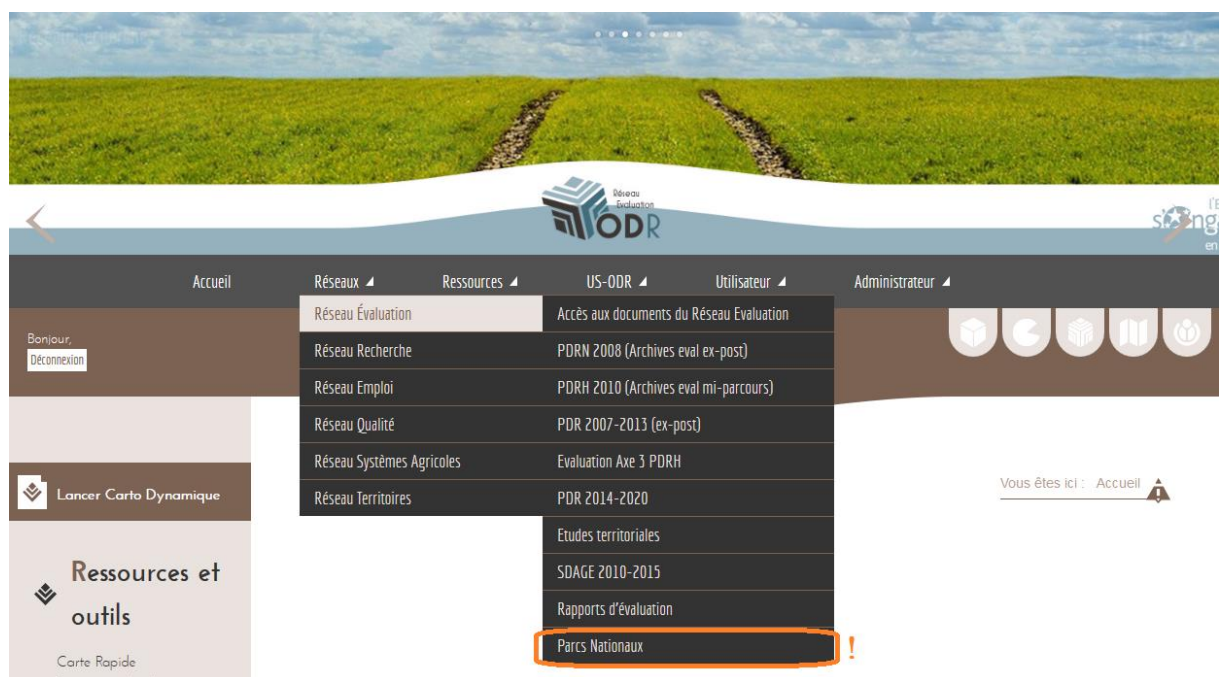 Réseau
Evaluation
ODR
l'E
en
Accueil
Réseaux
Ressources
US-ODR
Utilisateur
Administrateur
Bonjour,
Déconnexion
Réseau Évaluation
Réseau Recherche
Réseau Emploi
Réseau Qualité
Réseau Systèmes Agricoles
Réseau Territoires
Accès aux documents du Réseau Evaluation
PDRN 2008 (Archives eval ex-post)
PDRH 2010 (Archives eval mi-parcours)
PDR 2007-2013 (ex-post)
Evaluation Axe 3 PDRH
PDR 2014-2020
Etudes territoriales
SDAGE 2010-2015
Rapports d'évaluation
Parcs Nationaux
!
Vous êtes ici : Accueil
Lancer Carto Dynamique
Ressources et
outils
Carte Rapide